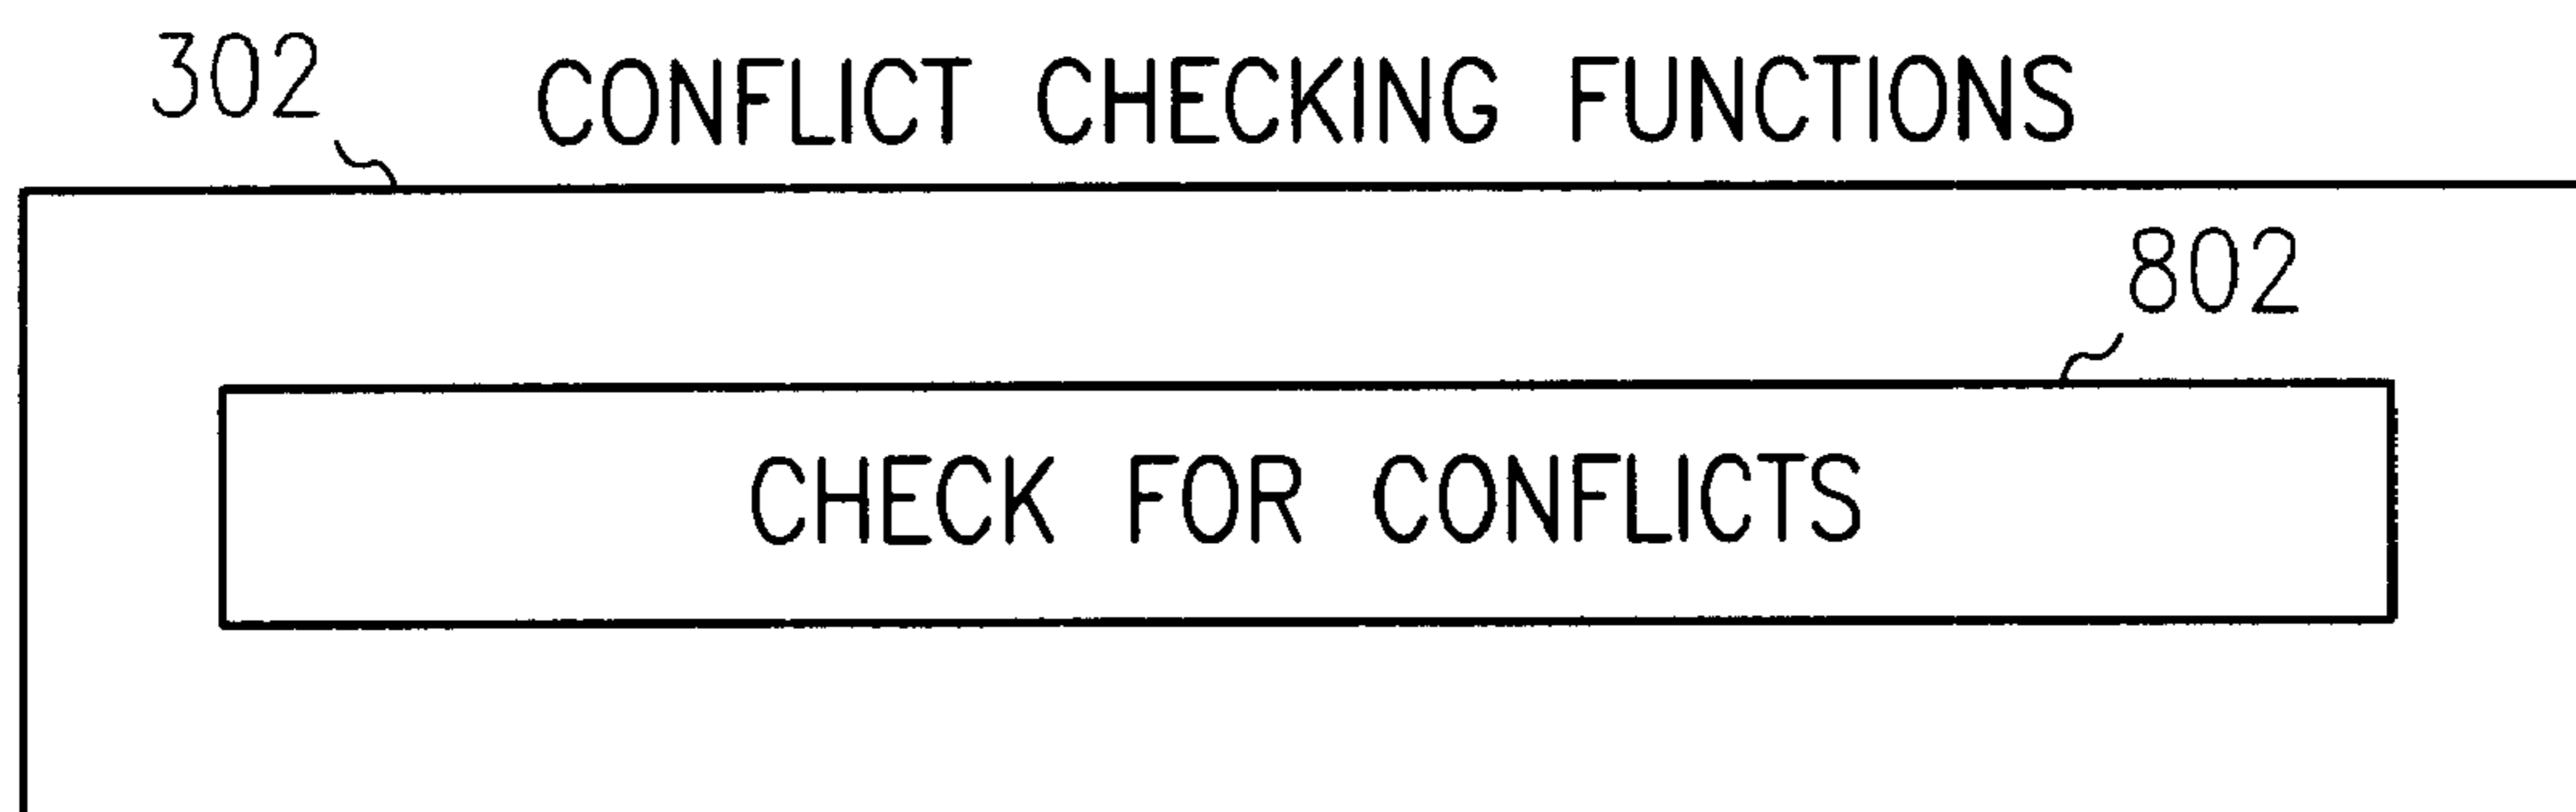 302
CONFLICT CHECKING FUNCTIONS
802
CHECK FOR CONFLICTS